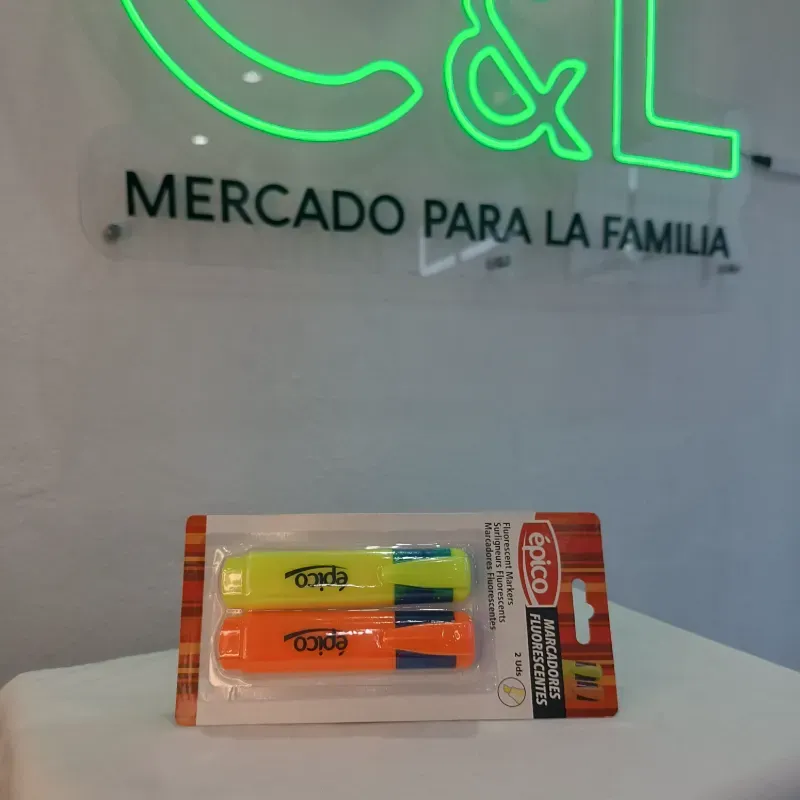 C&L
MERCADO PARA LA FAMILIA
épico
MARCADORES
FLUORESCENTES
Fluorescent Markers
Surligneurs Fluorescents
Marcadores Fluorescentes
2 Uds
épico
épico